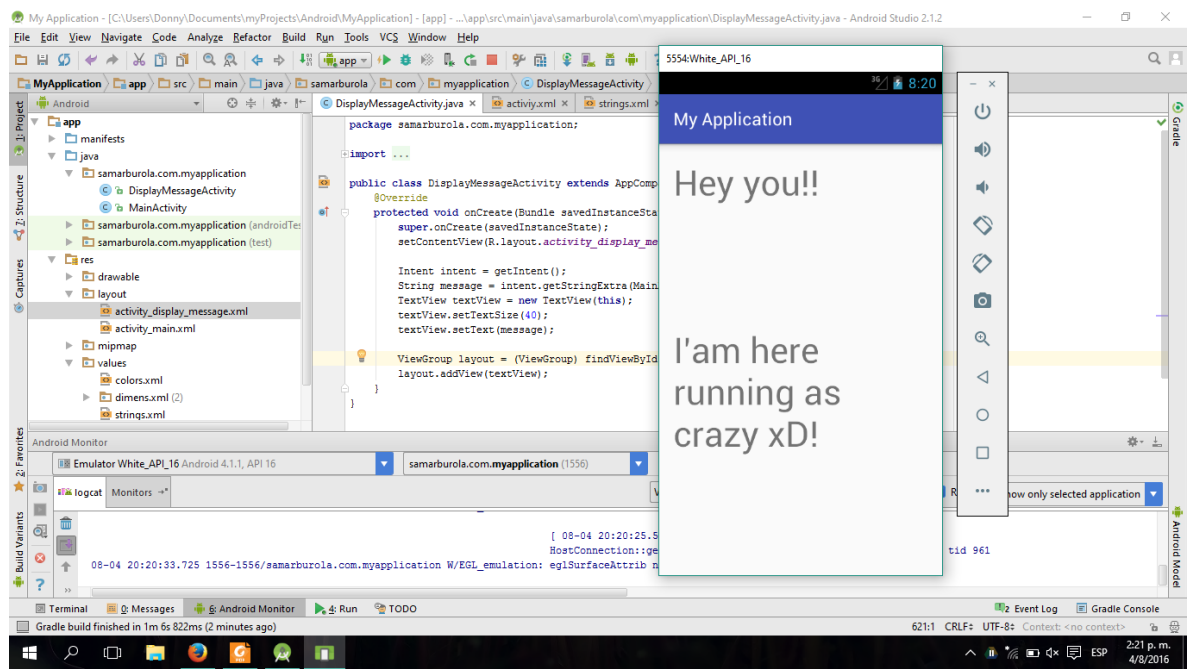 My Application - [C:\Users\Donny\Documents\myProjects\Android\MyApplication] - [app] - ...\app\src\main\java\samarburola\com\myapplication\DisplayMessageActivity.java - Android Studio 2.1.2
File Edit View Navigate Code Analyze Refactor Build Run Tools VCS Window Help
app
MyApplication app src main java samarburola com myapplication DisplayMessageActivity
Android
DisplayMessageActivity.java activiy.xml strings.xml
1: Project
7: Structure
Captures
2: Favorites
Build Variants
app
manifests
java
samarburola.com.myapplication
DisplayMessageActivity
MainActivity
samarburola.com.myapplication (androidTes
samarburola.com.myapplication (test)
res
drawable
layout
activity_display_message.xml
activity_main.xml
mipmap
values
colors.xml
dimens.xml (2)
strings.xml
package samarburola.com.myapplication;
import ...
public class DisplayMessageActivity extends AppComp
@Override
protected void onCreate(Bundle savedInstanceSta
super.onCreate(savedInstanceState);
setContentView(R.layout.activity_display_me
Intent intent = getIntent();
String message = intent.getStringExtra(Main
TextView textView = new TextView(this);
textView.setTextSize(40);
textView.setText(message);
ViewGroup layout = (ViewGroup) findViewById
layout.addView(textView);
}
}
5554:White_API_16
3G 8:20
My Application
Hey you!!
I'am here
running as
crazy xD!
Gradle
Android Model
Android Monitor
Emulator White_API_16 Android 4.1.1, API 16
samarburola.com.myapplication (1556)
logcat Monitors
now only selected application
[ 08-04 20:20:25.5
HostConnection::ge
tid 961
08-04 20:20:33.725 1556-1556/samarburola.com.myapplication W/EGL_emulation: eglSurfaceAttrib n
Terminal 0: Messages 6: Android Monitor 4: Run TODO
2 Event Log Gradle Console
Gradle build finished in 1m 6s 822ms (2 minutes ago)
621:1 CRLF÷ UTF-8÷ Context: <no context>
ESP
2:21 p. m.
4/8/2016